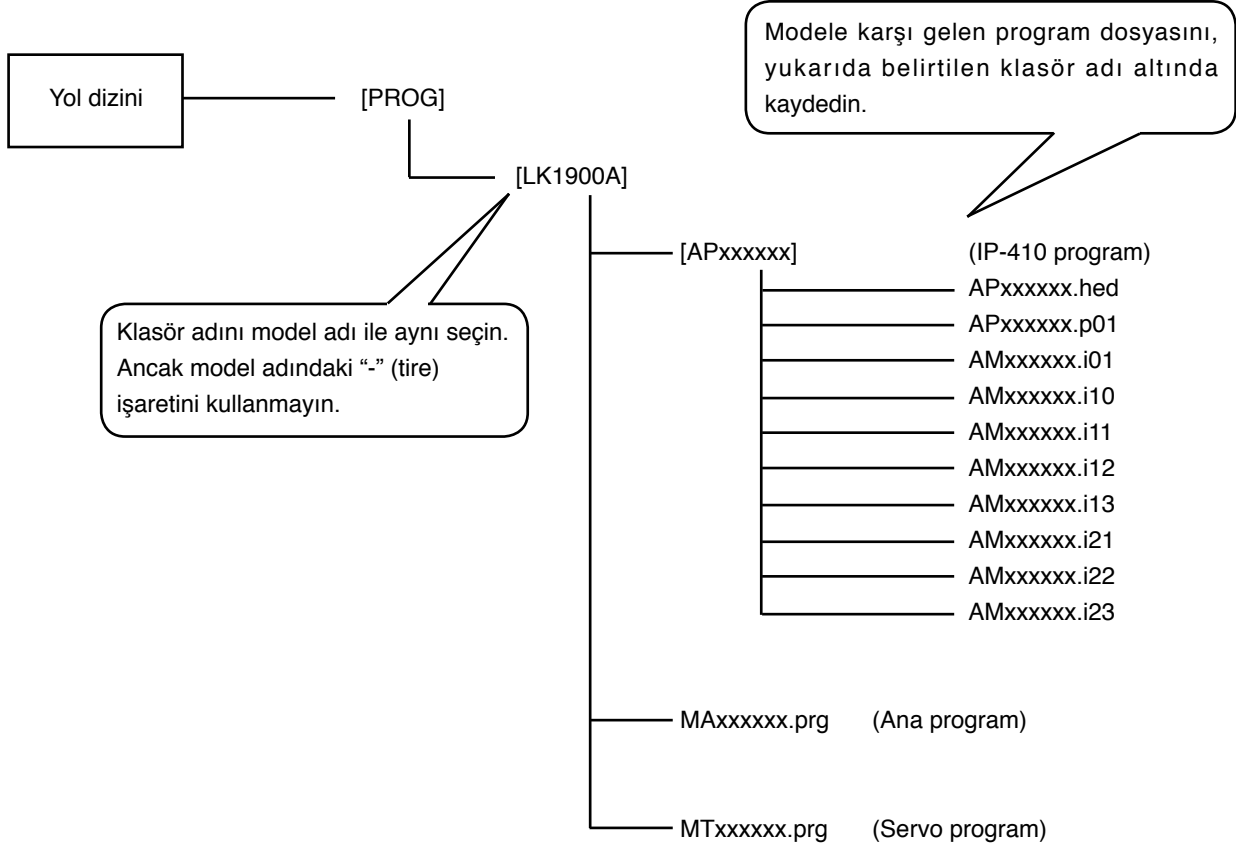 Modele karşı gelen program dosyasını,
yukarıda belirtilen klasör adı altında
kaydedin.
Yol dizini
[PROG]
[LK1900A]
[APxxxxxx]
(IP-410 program)
APxxxxxx.hed
APxxxxxx.p01
AMxxxxxx.i01
AMxxxxxx.i10
AMxxxxxx.i11
AMxxxxxx.i12
AMxxxxxx.i13
AMxxxxxx.i21
AMxxxxxx.i22
AMxxxxxx.i23
Klasör adını model adı ile aynı seçin.
Ancak model adındaki “-” (tire)
işaretini kullanmayın.
MAxxxxxx.prg (Ana program)
MTxxxxxx.prg (Servo program)